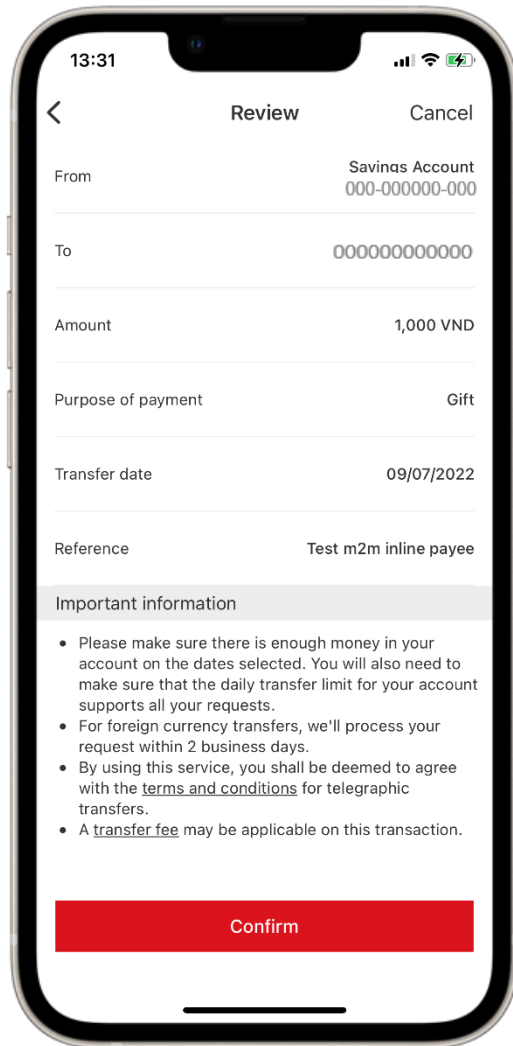 13:31
Review
Cancel
From
Savings Account
000-000000-000
To
000000000000
Amount
1,000 VND
Purpose of payment
Gift
Transfer date
09/07/2022
Reference
Test m2m inline payee
Important information
• Please make sure there is enough money in your
account on the dates selected. You will also need to
make sure that the daily transfer limit for your account
supports all your requests.
• For foreign currency transfers, we'll process your
request within 2 business days.
• By using this service, you shall be deemed to agree
with the terms and conditions for telegraphic
transfers.
• A transfer fee may be applicable on this transaction.
Confirm